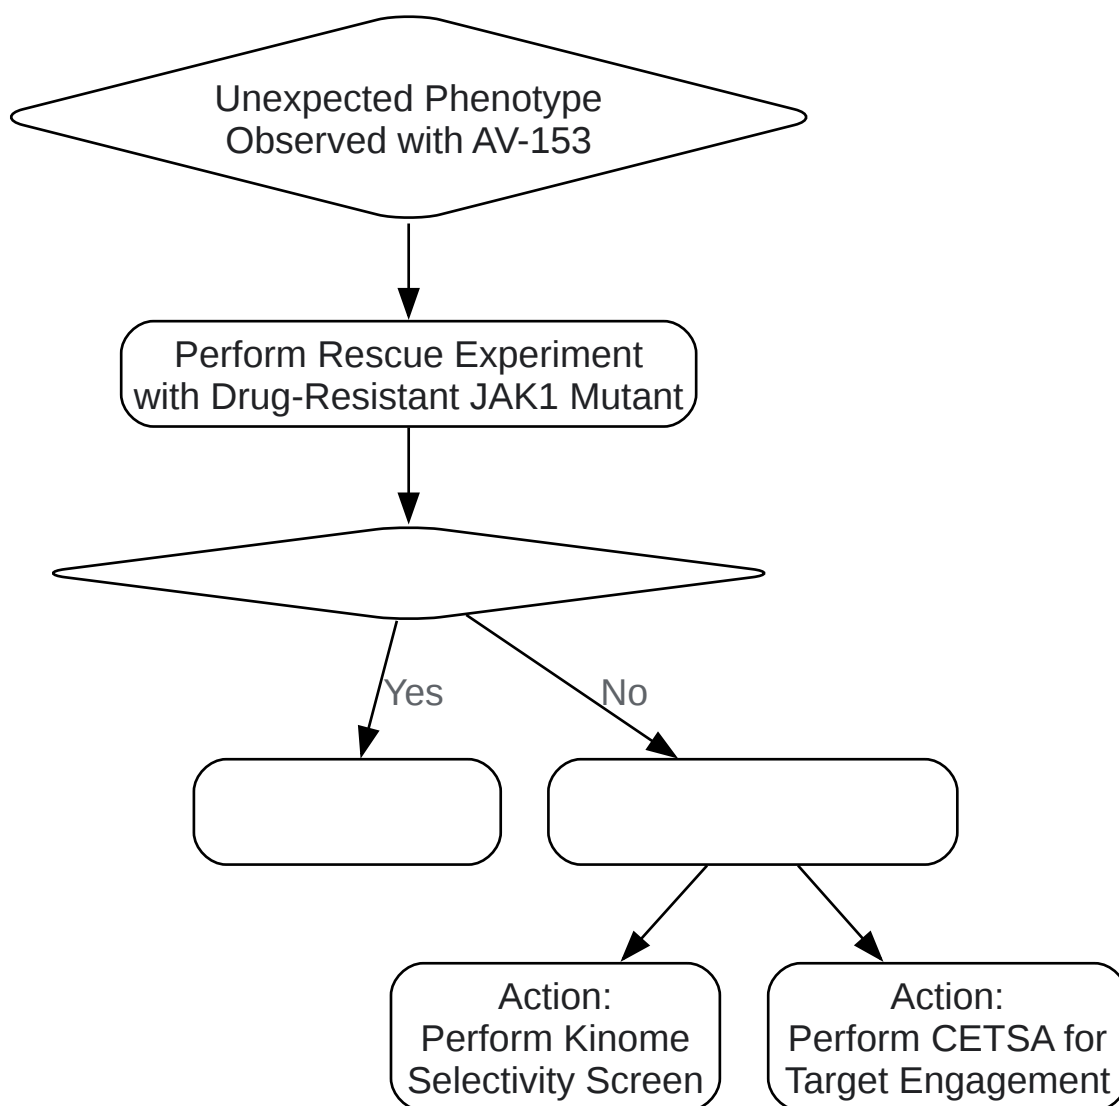 Unexpected Phenotype
Observed with AV-153
Perform Rescue Experiment
with Drug-Resistant JAK1 Mutant
Yes
No
Action:
Perform Kinome
Selectivity Screen
Action:
Perform CETSA for
Target Engagement